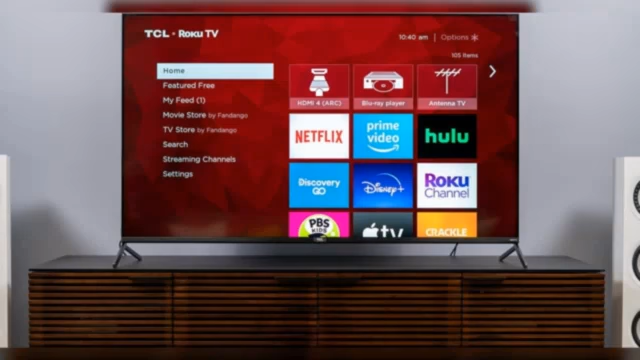 TCL • Roku TV
10:40 am | Options ✱
105 items
Home
Featured Free
My Feed (1)
Movie Store by Fandango
TV Store by Fandango
Search
Streaming Channels
Settings
HDMI 4 (ARC) Blu-ray player Antenna TV
NETFLIX prime video hulu
Discovery GO Disney+ Roku Channel
PBS KIDS tv CRACKLE
TCL